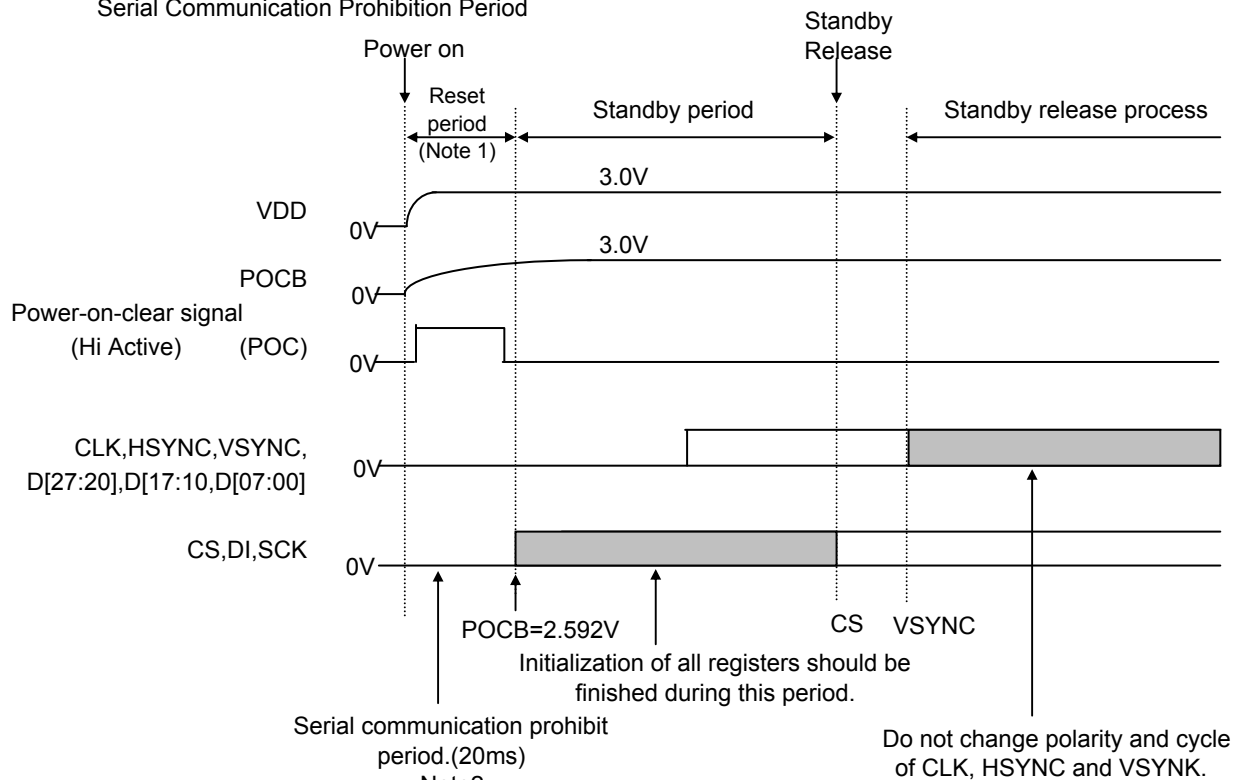 Serial Communication Prohibition Period
Power on
Standby
Release
Reset
period
(Note 1)
Standby period
Standby release process
VDD
0V
3.0V
POCB
0V
3.0V
Power-on-clear signal
(Hi Active) (POC)
0V
CLK,HSYNC,VSYNC,
D[27:20],D[17:10,D[07:00]
0V
CS,DI,SCK
0V
POCB=2.592V
CS VSYNC
Initialization of all registers should be
finished during this period.
Serial communication prohibit
period.(20ms)
Note2
Do not change polarity and cycle
of CLK, HSYNC and VSYNK.